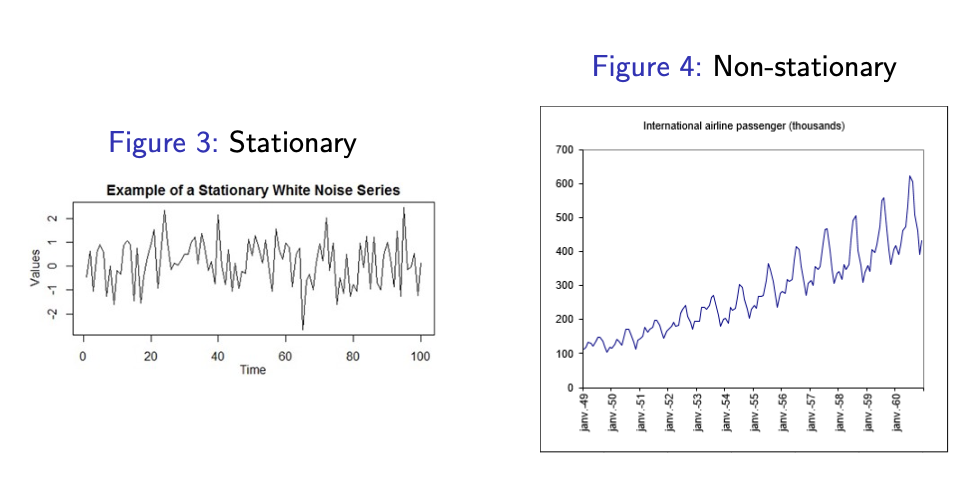 Figure 3: Stationary
Example of a Stationary White Noise Series
Values
2
1
0
-1
-2
0 20 40 60 80 100
Time
Figure 4: Non-stationary
International airline passenger (thousands)
700
600
500
400
300
200
100
0
janv.-49
janv.-50
janv.-51
janv.-52
janv.-53
janv.-54
janv.-55
janv.-56
janv.-57
janv.-58
janv.-59
janv.-60